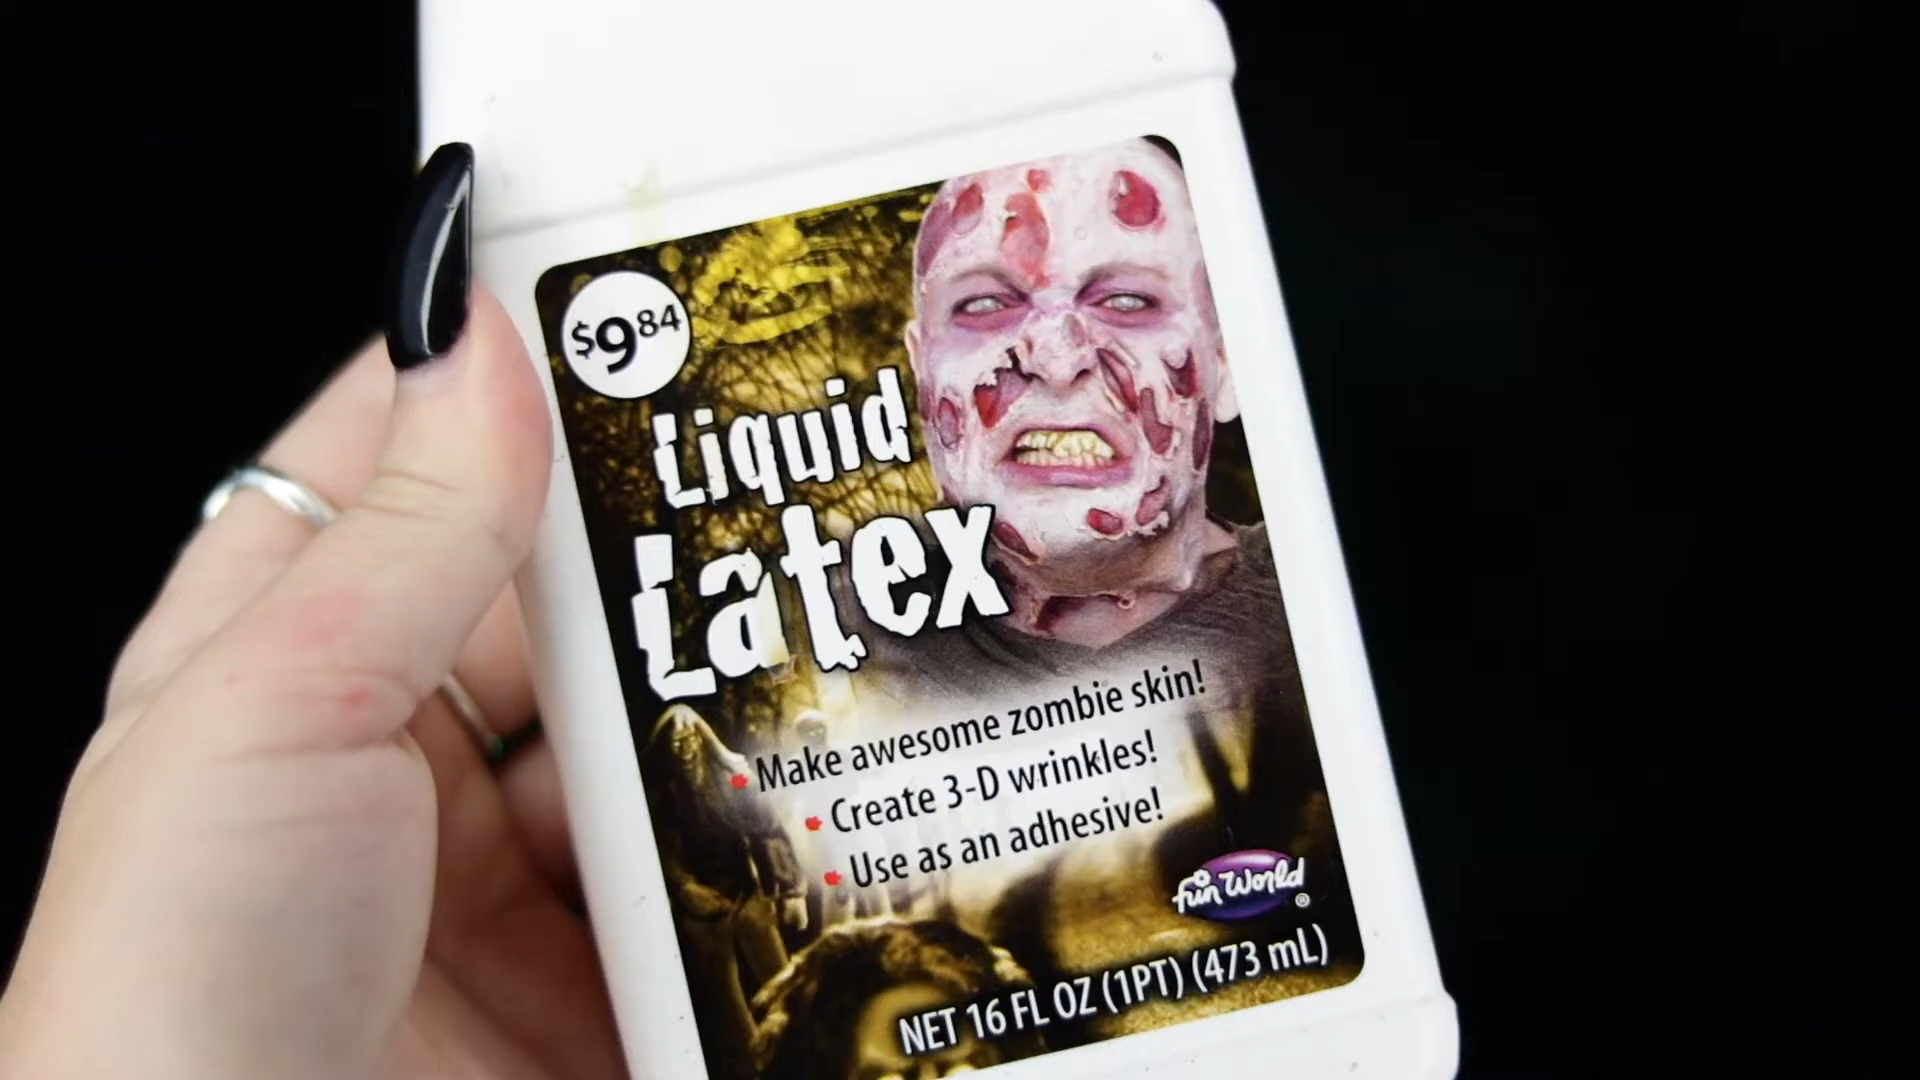 $9.84
Liquid
Latex
• Make awesome zombie skin!
• Create 3-D wrinkles!
• Use as an adhesive!
fun World ®
NET 16 FL OZ (1PT) (473 mL)